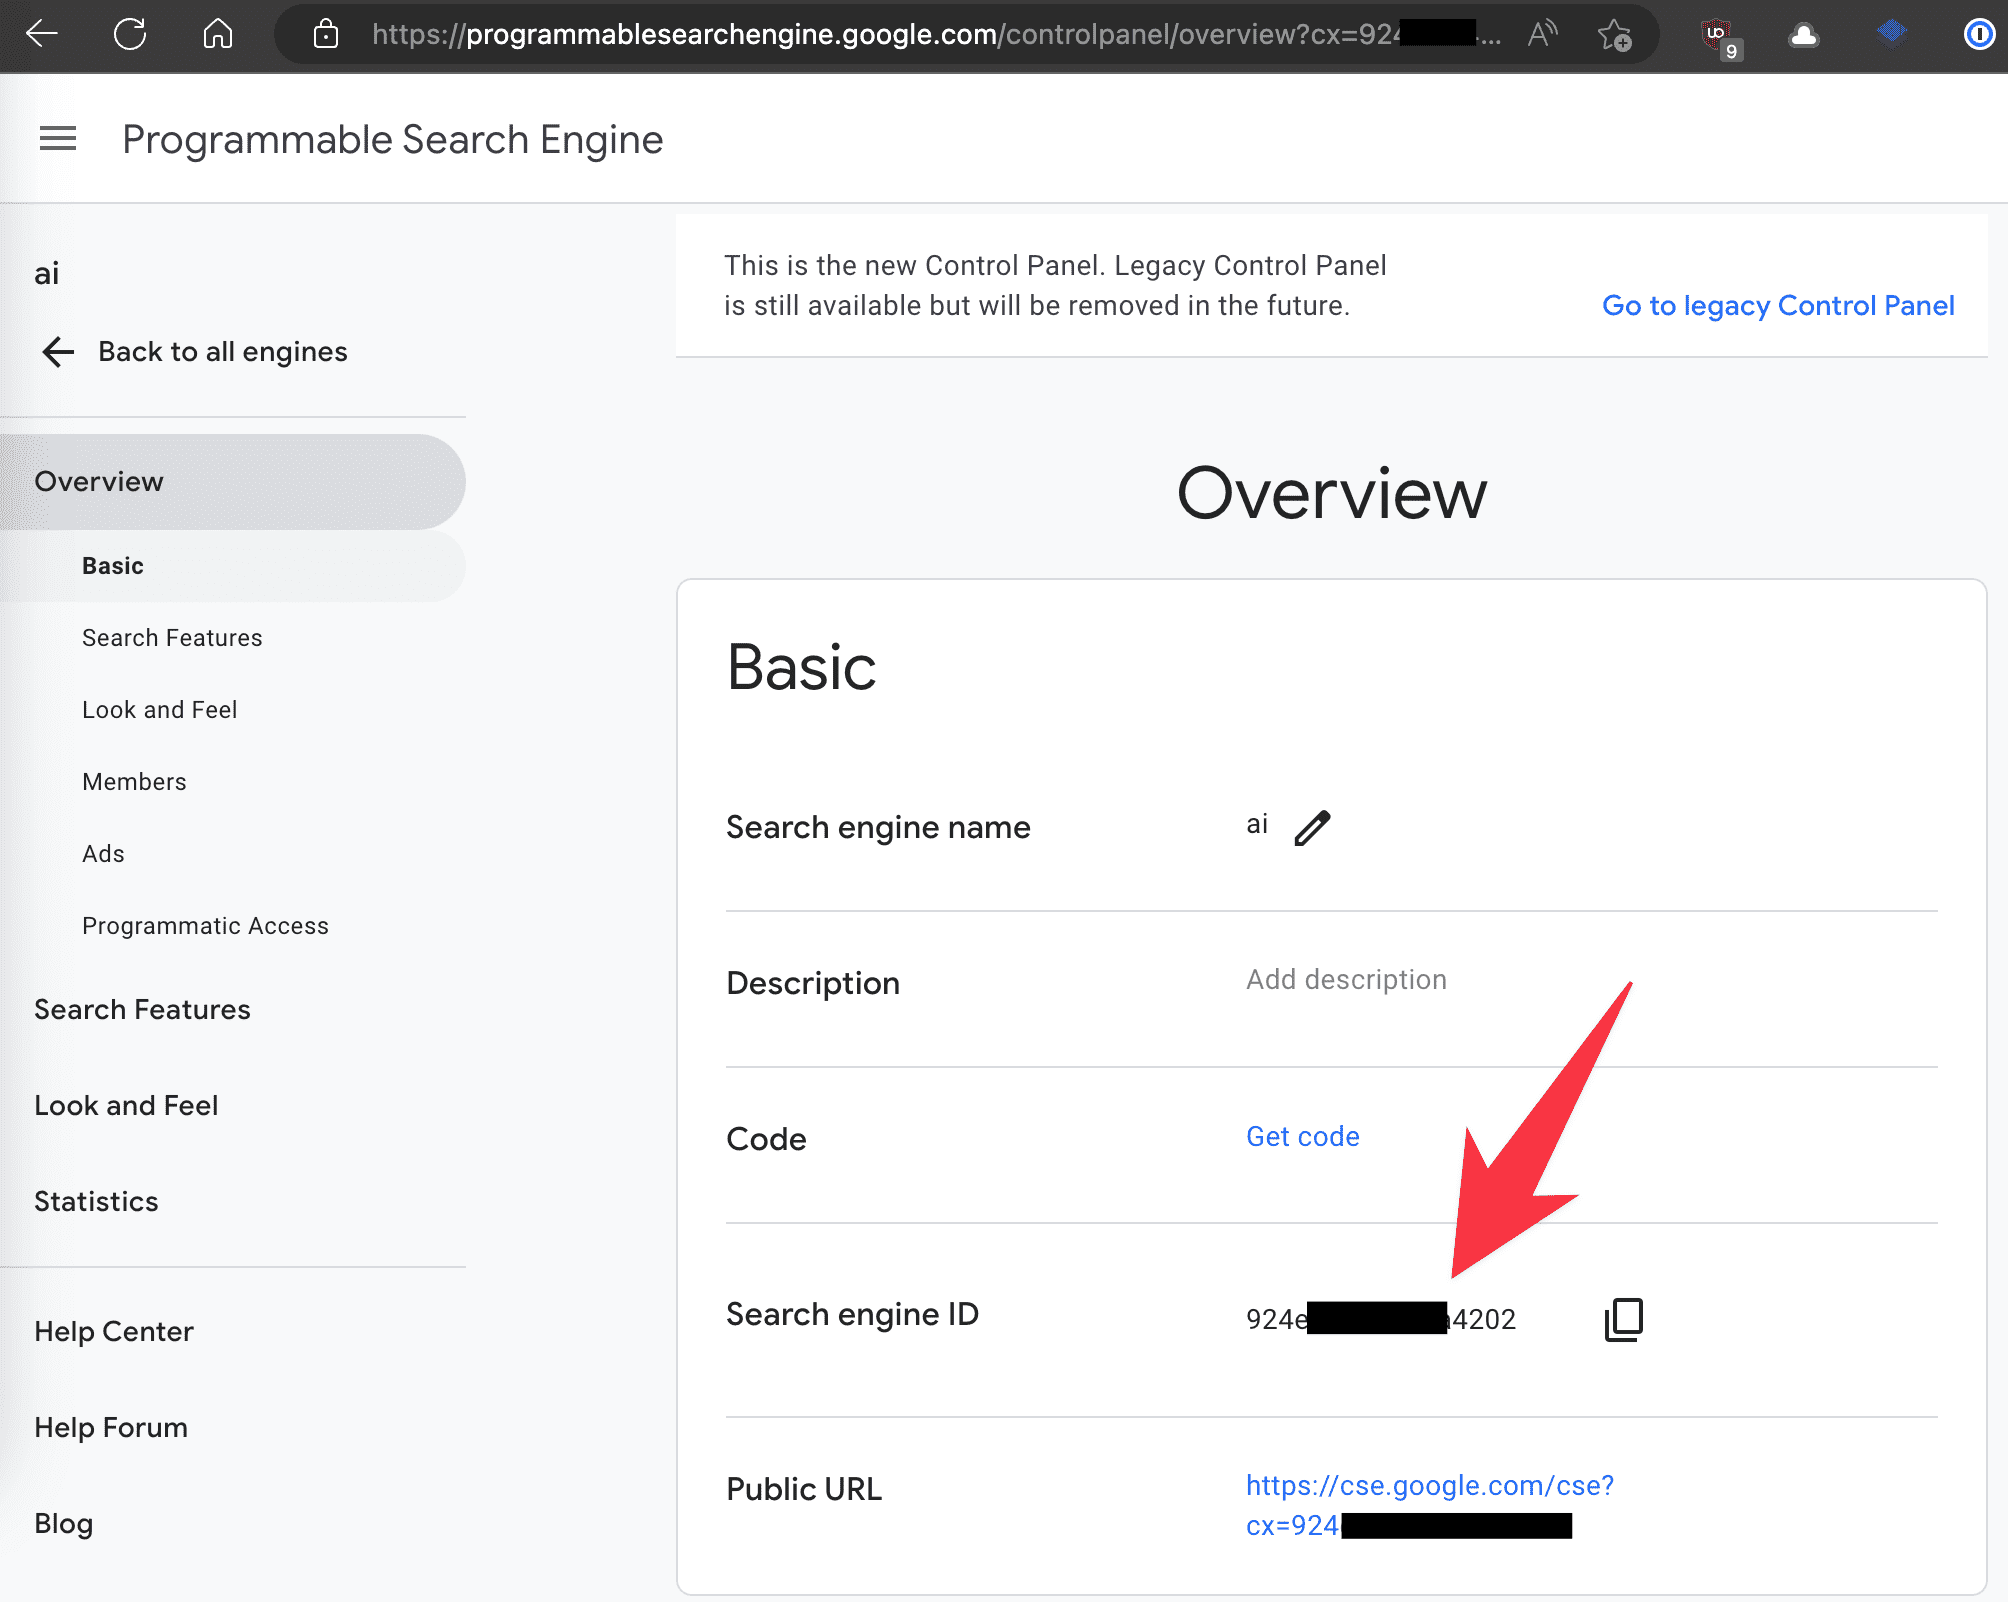 https://programmablesearchengine.google.com/controlpanel/overview?cx=924...
9
Programmable Search Engine
ai
Back to all engines
Overview
Basic
Search Features
Look and Feel
Members
Ads
Programmatic Access
Search Features
Look and Feel
Statistics
Help Center
Help Forum
Blog
This is the new Control Panel. Legacy Control Panel
is still available but will be removed in the future.
Go to legacy Control Panel
Overview
Basic
Search engine name
ai
Description
Add description
Code
Get code
Search engine ID
924e a4202
Public URL
https://cse.google.com/cse?
cx=924